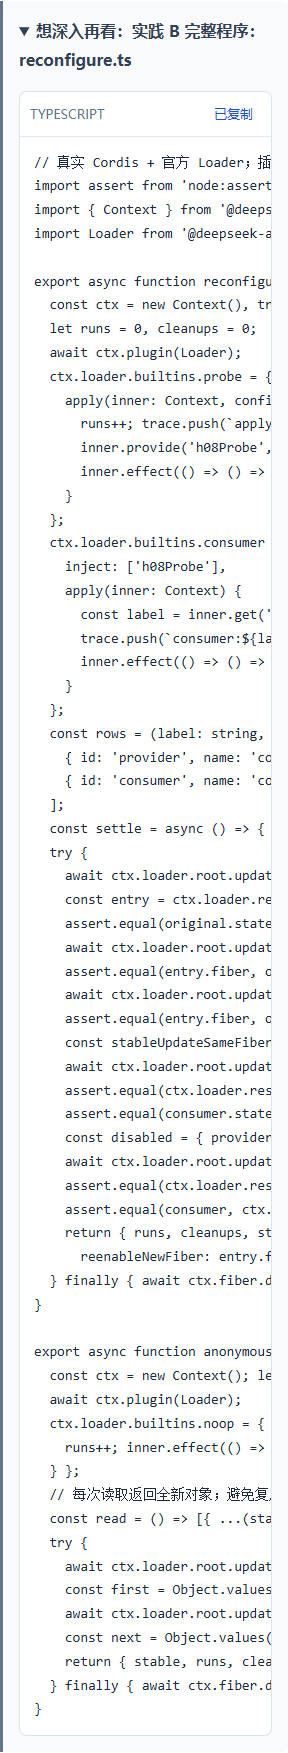 ▼ 想深入再看：实践 B 完整程序：
reconfigure.ts
TYPESCRIPT 已复制
// 真实 Cordis + 官方 Loader；插
import assert from 'node:assert
import { Context } from '@deeps
import Loader from '@deepseek-a

export async function reconfigu
  const ctx = new Context(), tr
  let runs = 0, cleanups = 0;
  await ctx.plugin(Loader);
  ctx.loader.builtins.probe = {
    apply(inner: Context, confi
      runs++; trace.push(`apply
      inner.provide('h08Probe',
      inner.effect(() => () =>
    }
  };
  ctx.loader.builtins.consumer
    inject: ['h08Probe'],
    apply(inner: Context) {
      const label = inner.get('
      trace.push(`consumer:${la
      inner.effect(() => () =>
    }
  };
  const rows = (label: string,
    { id: 'provider', name: 'co
    { id: 'consumer', name: 'co
  ];
  const settle = async () => {
  try {
    await ctx.loader.root.updat
    const entry = ctx.loader.re
    assert.equal(original.state
    await ctx.loader.root.updat
    assert.equal(entry.fiber, o
    await ctx.loader.root.updat
    assert.equal(entry.fiber, o
    const stableUpdateSameFiber
    await ctx.loader.root.updat
    assert.equal(ctx.loader.res
    assert.equal(consumer.state
    const disabled = { provider
    await ctx.loader.root.updat
    assert.equal(ctx.loader.res
    assert.equal(consumer, ctx.
    return { runs, cleanups, st
      reenableNewFiber: entry.f
  } finally { await ctx.fiber.d
}

export async function anonymous
  const ctx = new Context(); le
  await ctx.plugin(Loader);
  ctx.loader.builtins.noop = {
    runs++; inner.effect(() =>
  } };
  // 每次读取返回全新对象；避免复
  const read = () => [{ ...(sta
  try {
    await ctx.loader.root.updat
    const first = Object.values
    await ctx.loader.root.updat
    const next = Object.values(
    return { stable, runs, clea
  } finally { await ctx.fiber.d
}